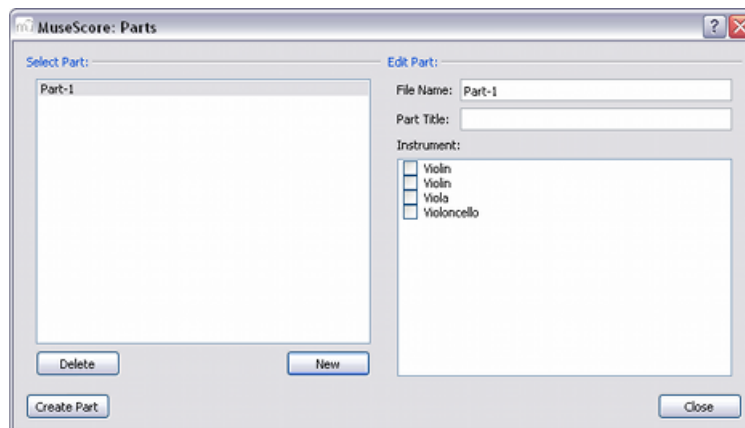 MuseScore: Parts
Select Part:
Part-1
Delete
New
Create Part
Edit Part:
File Name: Part-1
Part Title:
Instrument:
Violin
Violin
Viola
Violoncello
Close